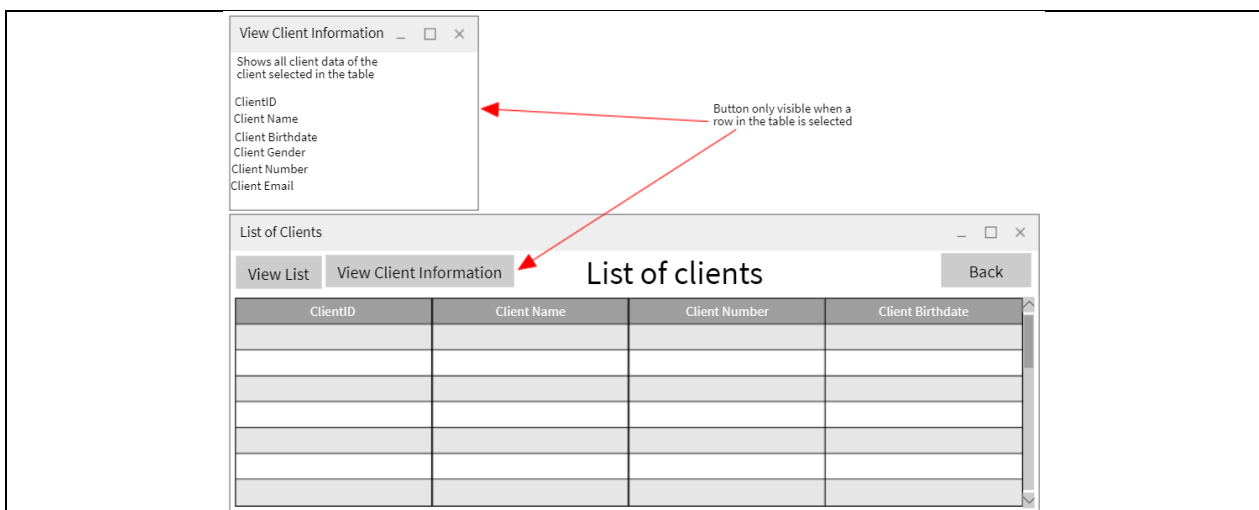 View Client Information
Shows all client data of the
client selected in the table
ClientID
Client Name
Client Birthdate
Client Gender
Client Number
Client Email
Button only visible when a
row in the table is selected
List of Clients
View List View Client Information List of clients Back
ClientID Client Name Client Number Client Birthdate